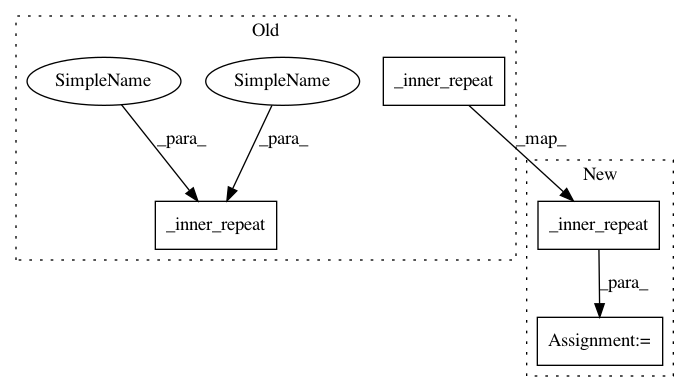 Old
SimpleName
SimpleName
_inner_repeat
_para_
_para_
_map_
New
_inner_repeat
_inner_repeat
_para_
Assignment:=